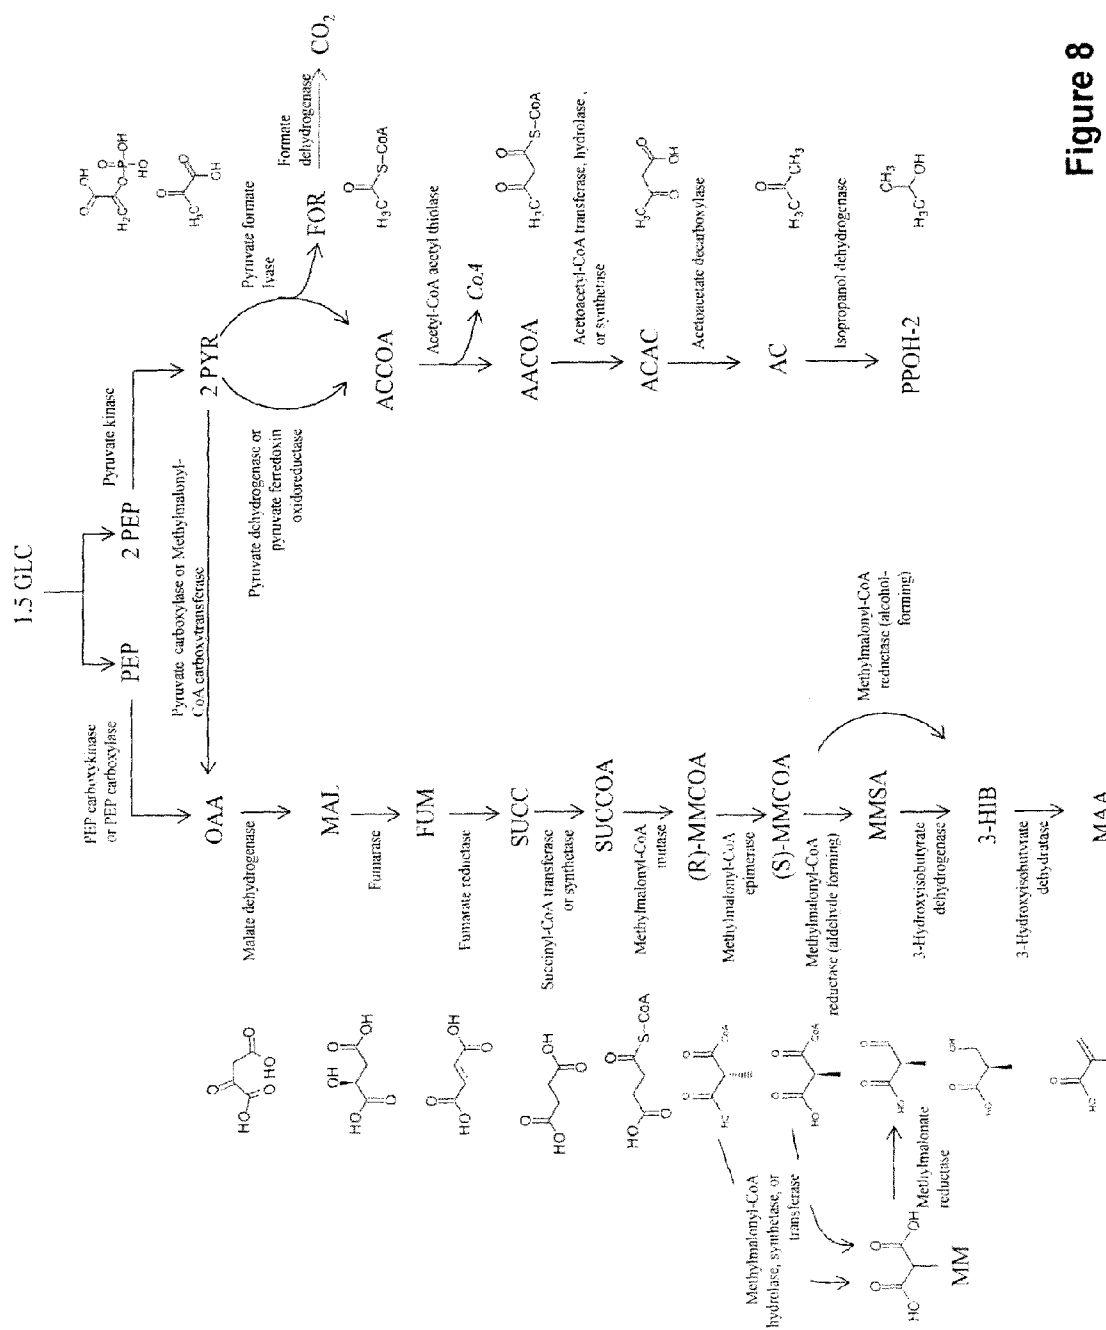 1.5 GLC
PEP
2 PEP
PEP carboxykinase
or PEP carboxylase
Pyruvate kinase
OAA
Pyruvate carboxylase or Methylmalonyl-
CoA carboxytransferase
2 PYR
Malate dehydrogenase
Pyruvate dehydrogenase or
pyruvate ferredoxin
oxidoreductase
Pyruvate formate
lyase
FOR
Formate
dehydrogenase
CO2
MAL
Fumarase
ACCOA
Acetyl-CoA acetyl thiolase
CoA
FUM
Fumarate reductase
AACOA
Acetoacetyl-CoA transferase, hydrolase ,
or synthetase
SUCC
Succinyl-CoA transferase
or synthetase
ACAC
Acetoacetate decarboxylase
SUCCOA
Methylmalonyl-CoA
mutase
AC
Isopropanol dehydrogenase
(R)-MMCOA
Methylmalonyl-CoA
epimerase
PPOH-2
(S)-MMCOA
Methylmalonyl-CoA
reductase (aldehyde forming)
Methylmalonyl-CoA
reductase (alcohol-
forming)
MMSA
3-Hydroxyisobutyrate
dehydrogenase
3-HIB
3-Hydroxyisobutyrate
dehydratase
MAA
Methylmalonyl-CoA
hydrolase, synthetase, or
transferase
MM
Methylmalonate
reductase
Figure 8